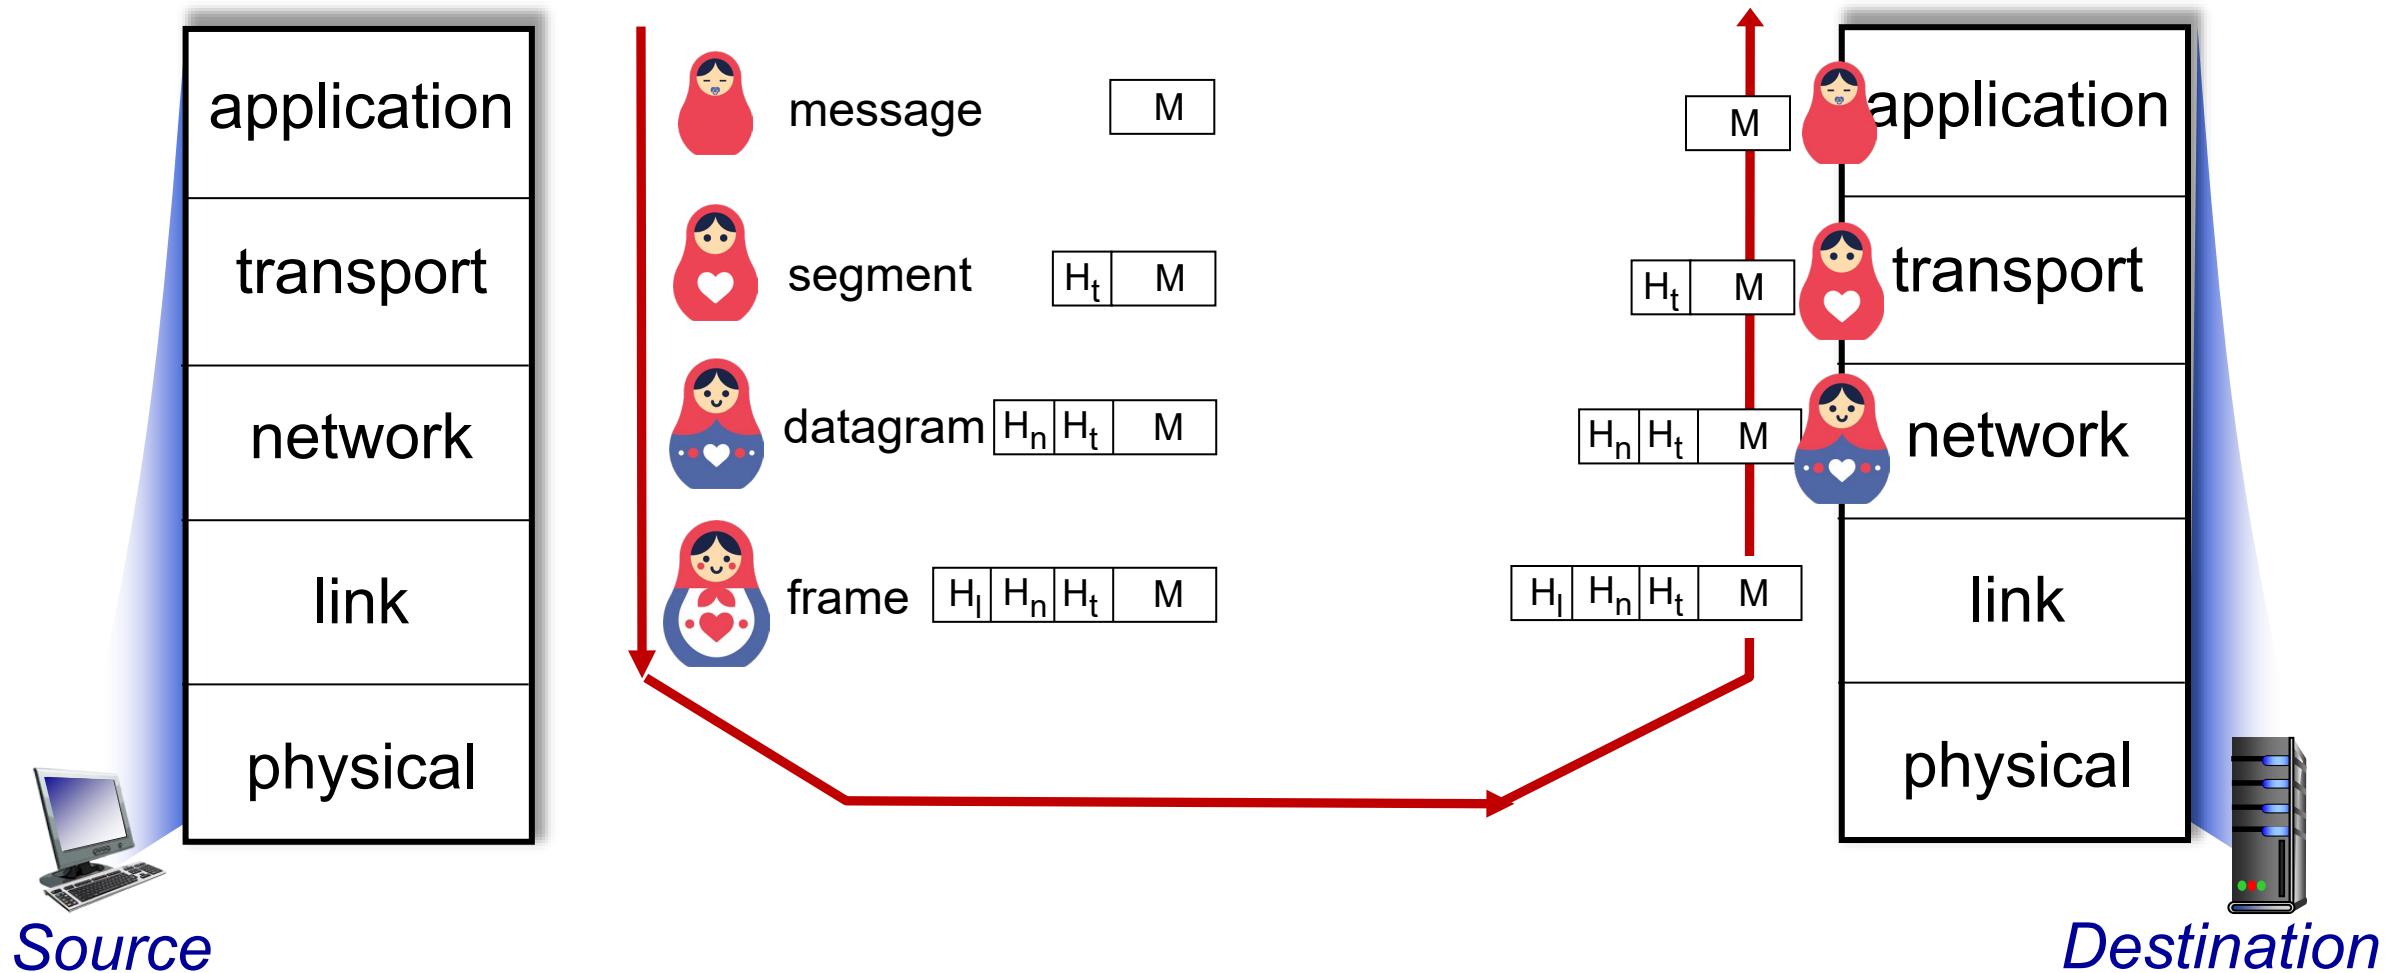 application
message
M
M
application
transport
segment
Ht M
Ht M
transport
network
datagram
Hn Ht M
Hn Ht M
network
link
frame
Hl Hn Ht M
Hl Hn Ht M
link
physical
physical
Source
Destination